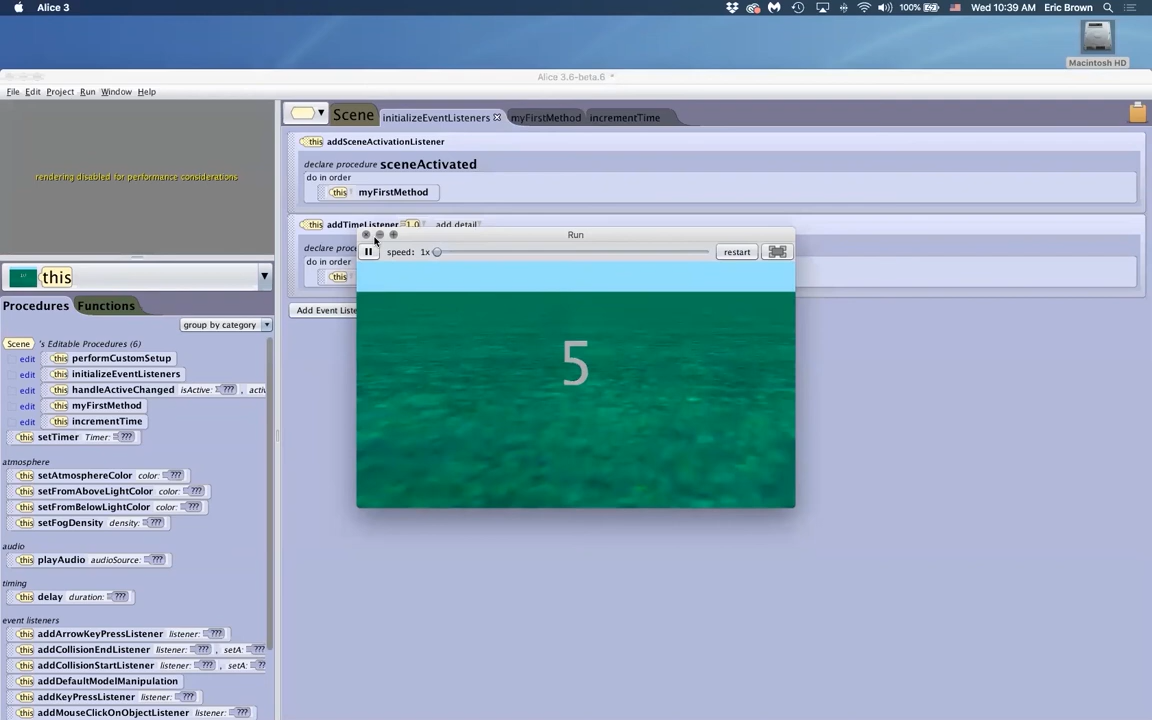 Alice 3
100%
Wed 10:39 AM Eric Brown
Macintosh HD
Alice 3.6-beta.6 *
File Edit Project Run Window Help
rendering disabled for performance considerations
this
Procedures Functions
group by category
Scene 's Editable Procedures (6)
edit this performCustomSetup
edit this initializeEventListeners
edit this handleActiveChanged isActive: ??? , activ
edit this myFirstMethod
edit this incrementTime
this setTimer Timer: ???
atmosphere
this setAtmosphereColor color: ???
this setFromAboveLightColor color: ???
this setFromBelowLightColor color: ???
this setFogDensity density: ???
audio
this playAudio audioSource: ???
timing
this delay duration: ???
event listeners
this addArrowKeyPressListener listener: ???
this addCollisionEndListener listener: ??? , setA: ???
this addCollisionStartListener listener: ??? , setA: ??
this addDefaultModelManipulation
this addKeyPressListener listener: ???
this addMouseClickOnObjectListener listener: ???
Scene initializeEventListeners myFirstMethod incrementTime
this addSceneActivationListener
declare procedure sceneActivated
do in order
this myFirstMethod
this addTimeListener 1.0 add detail
declare proce
do in order
this
Add Event Liste
Run
speed: 1x restart
5